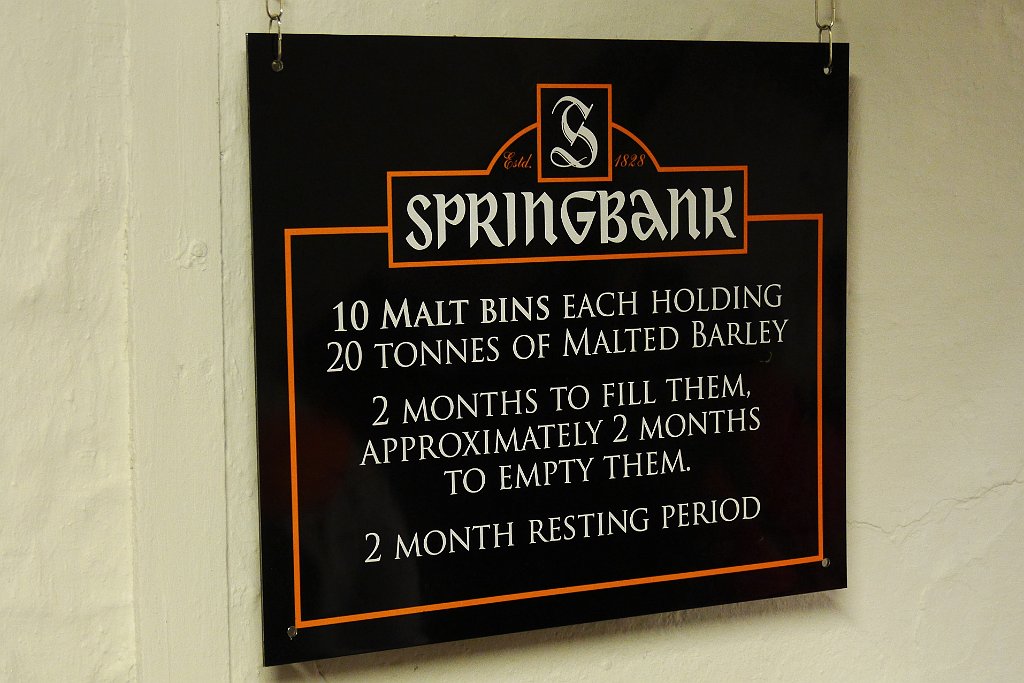 S
Estd. 1828
SPRINGBANK
10 MALT BINS EACH HOLDING
20 TONNES OF MALTED BARLEY
2 MONTHS TO FILL THEM,
APPROXIMATELY 2 MONTHS
TO EMPTY THEM.
2 MONTH RESTING PERIOD